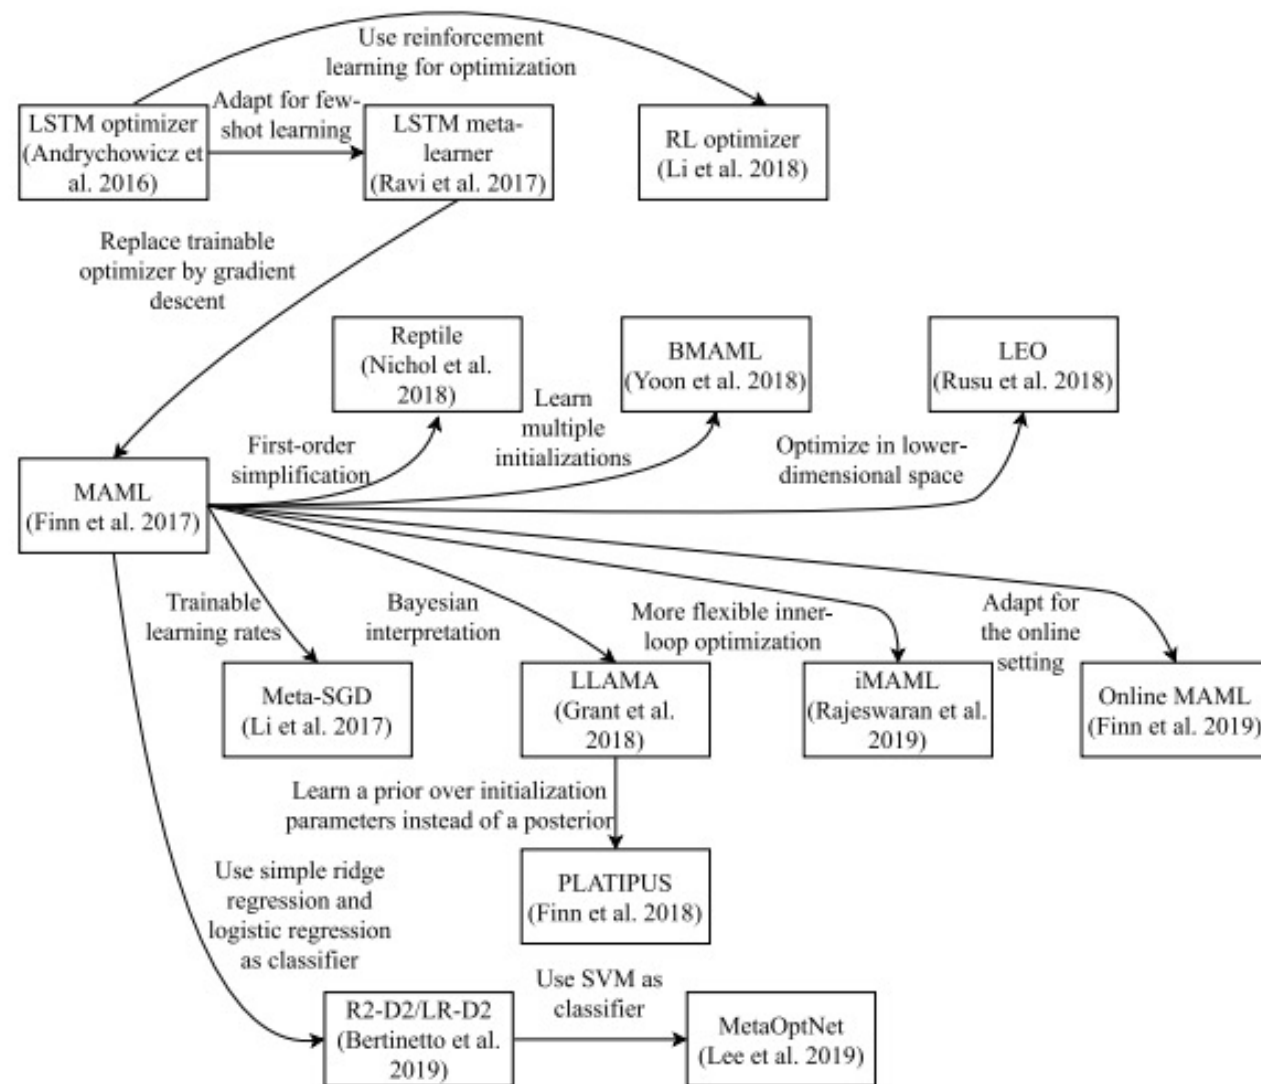 Use reinforcement
learning for optimization
Adapt for few-
shot learning
LSTM optimizer
(Andrychowicz et
al. 2016)
LSTM meta-
learner
(Ravi et al. 2017)
RL optimizer
(Li et al. 2018)
Replace trainable
optimizer by gradient
descent
Reptile
(Nichol et al.
2018)
BMAML
(Yoon et al. 2018)
LEO
(Rusu et al. 2018)
First-order
simplification
Learn
multiple
initializations
Optimize in lower-
dimensional space
MAML
(Finn et al. 2017)
Trainable
learning rates
Bayesian
interpretation
More flexible inner-
loop optimization
Adapt for
the online
setting
Meta-SGD
(Li et al. 2017)
LLAMA
(Grant et al.
2018)
iMAML
(Rajeswaran et al.
2019)
Online MAML
(Finn et al. 2019)
Learn a prior over initialization
parameters instead of a posterior
PLATIPUS
(Finn et al. 2018)
Use simple ridge
regression and
logistic regression
as classifier
R2-D2/LR-D2
(Bertinetto et al.
2019)
Use SVM as
classifier
MetaOptNet
(Lee et al. 2019)